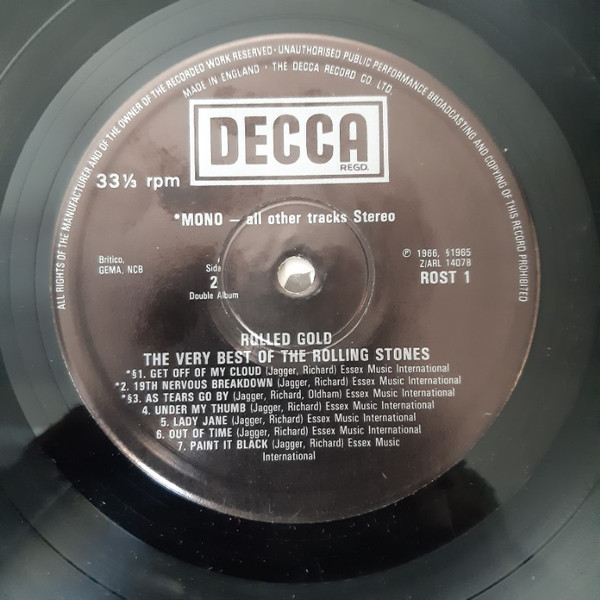 ALL RIGHTS OF THE MANUFACTURER AND OF THE OWNER OF THE RECORDED WORK RESERVED · UNAUTHORISED PUBLIC PERFORMANCE BROADCASTING AND COPYING OF THIS RECORD PROHIBITED
MADE IN ENGLAND · THE DECCA RECORD CO. LTD.
DECCA
REGD.
33⅓ rpm
*MONO – all other tracks Stereo
Britico,
GEMA, NCB
Side
2
Double Album
℗ 1966, §1965
Z/ARL 14078
ROST 1
ROLLED GOLD
THE VERY BEST OF THE ROLLING STONES
*§1. GET OFF OF MY CLOUD (Jagger, Richard) Essex Music International
*2. 19TH NERVOUS BREAKDOWN (Jagger, Richard) Essex Music International
*§3. AS TEARS GO BY (Jagger, Richard, Oldham) Essex Music International
4. UNDER MY THUMB (Jagger, Richard) Essex Music International
5. LADY JANE (Jagger, Richard) Essex Music International
6. OUT OF TIME (Jagger, Richard) Essex Music International
7. PAINT IT BLACK (Jagger, Richard) Essex Music
International